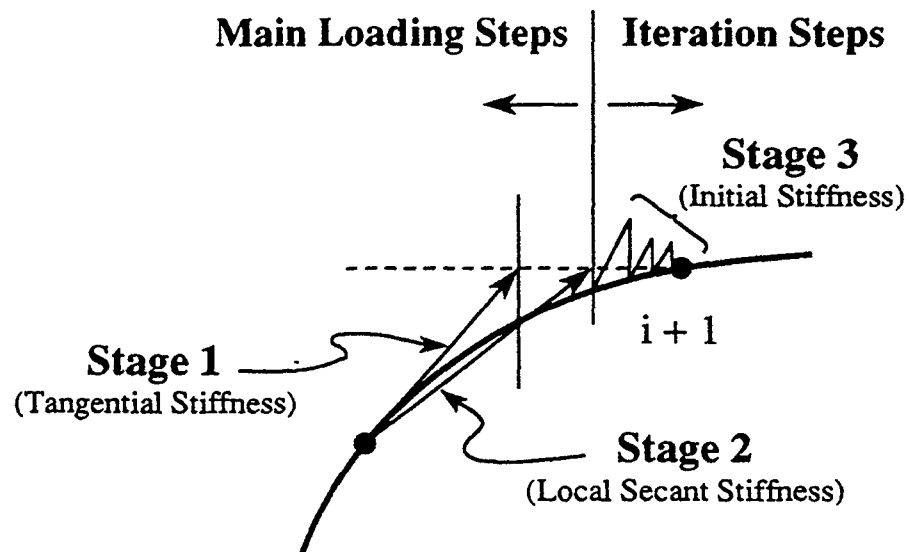 Main Loading Steps
Iteration Steps
Stage 3
(Initial Stiffness)
i + 1
Stage 1
(Tangential Stiffness)
Stage 2
(Local Secant Stiffness)